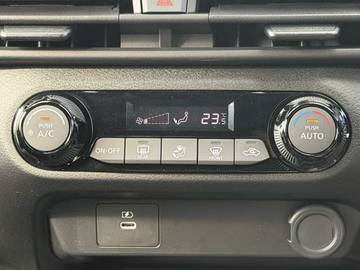 PUSH
A/C
23
PUSH
AUTO
ON·OFF
REAR
FRONT